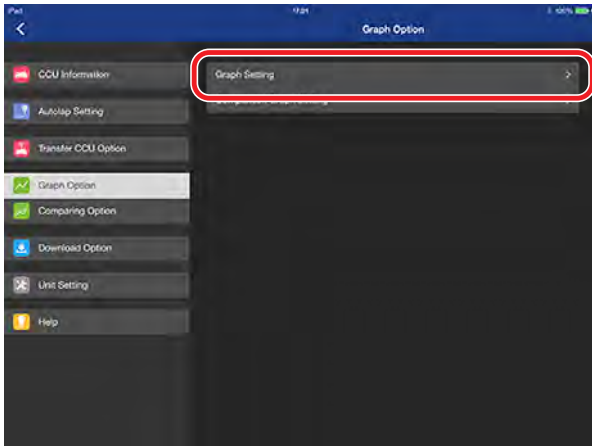 iPad 17:01 100%
Graph Option
CCU Information
Graph Setting
Autolap Setting
Transfer CCU Option
Graph Option
Comparing Option
Download Option
Unit Setting
Help